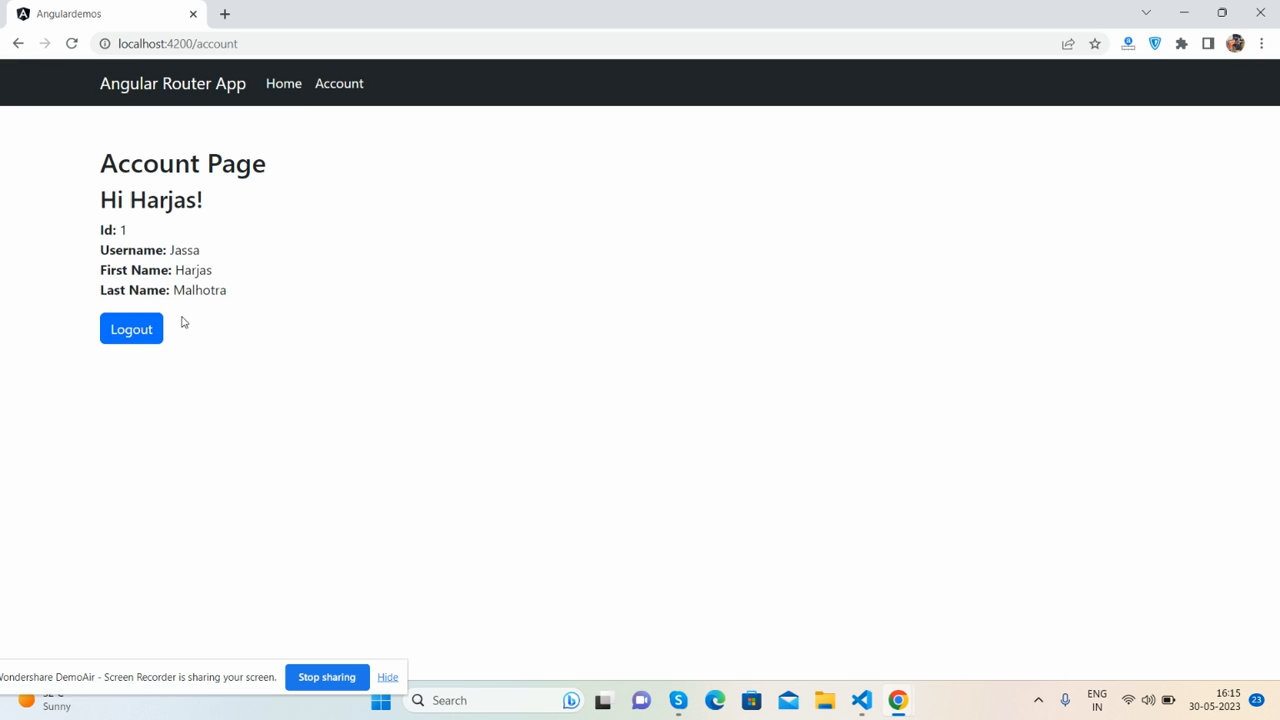 Angulardemos
localhost:4200/account
Angular Router App Home Account
Account Page
Hi Harjas!
Id: 1
Username: Jassa
First Name: Harjas
Last Name: Malhotra
Logout
DemoAir - Screen Recorder is sharing your screen. Stop sharing Hide
Sunny
Search
ENG
IN
16:15
30-05-2023
23